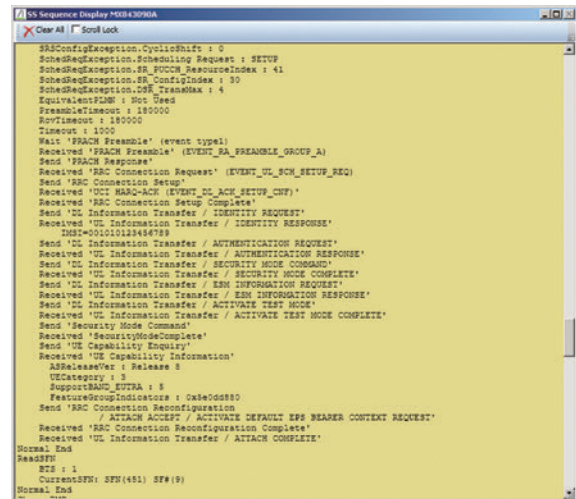 SS Sequence Display MX843090A
Clear All Scroll Lock
SRSConfigException.CyclicShift : 0
SchedReqException.Scheduling Request : SETUP
SchedReqException.SR_PUCCH_ResourceIndex : 41
SchedReqException.SR_ConfigIndex : 30
SchedReqException.DSR_TransMax : 4
EquivalentPLMN : Not Used
PreambleTimeout : 180000
RcvTimeout : 180000
Timeout : 1000
Wait 'PRACH Preamble' (event type1)
Received 'PRACH Preamble' (EVENT_RA_PREAMBLE_GROUP_A)
Send 'PRACH Response'
Received 'RRC Connection Request' (EVENT_UL_SCH_SETUP_REQ)
Send 'RRC Connection Setup'
Received 'UCI HARQ-ACK (EVENT_DL_ACK_SETUP_CNF)'
Received 'RRC Connection Setup Complete'
Send 'DL Information Transfer / IDENTITY REQUEST'
Received 'UL Information Transfer / IDENTITY RESPONSE'
IMSI=001010123456789
Send 'DL Information Transfer / AUTHENTICATION REQUEST'
Received 'UL Information Transfer / AUTHENTICATION RESPONSE'
Send 'DL Information Transfer / SECURITY MODE COMMAND'
Received 'UL Information Transfer / SECURITY MODE COMPLETE'
Send 'DL Information Transfer / ESM INFORMATION REQUEST'
Received 'UL Information Transfer / ESM INFORMATION RESPONSE'
Send 'DL Information Transfer / ACTIVATE TEST MODE'
Received 'UL Information Transfer / ACTIVATE TEST MODE COMPLETE'
Send 'Security Mode Command'
Received 'SecurityModeComplete'
Send 'UE Capability Enquiry'
Received 'UE Capability Information'
ASReleaseVer : Release 8
UECategory : 3
SupportBAND_EUTRA : 8
FeatureGroupIndicators : 0x5e0dd880
Send 'RRC Connection Reconfiguration
/ ATTACH ACCEPT / ACTIVATE DEFAULT EPS BEARER CONTEXT REQUEST'
Received 'RRC Connection Reconfiguration Complete'
Received 'UL Information Transfer / ATTACH COMPLETE'
Normal End
ReadSFN
BTS : 1
CurrentSFN: SFN(451) SF#(9)
Normal End